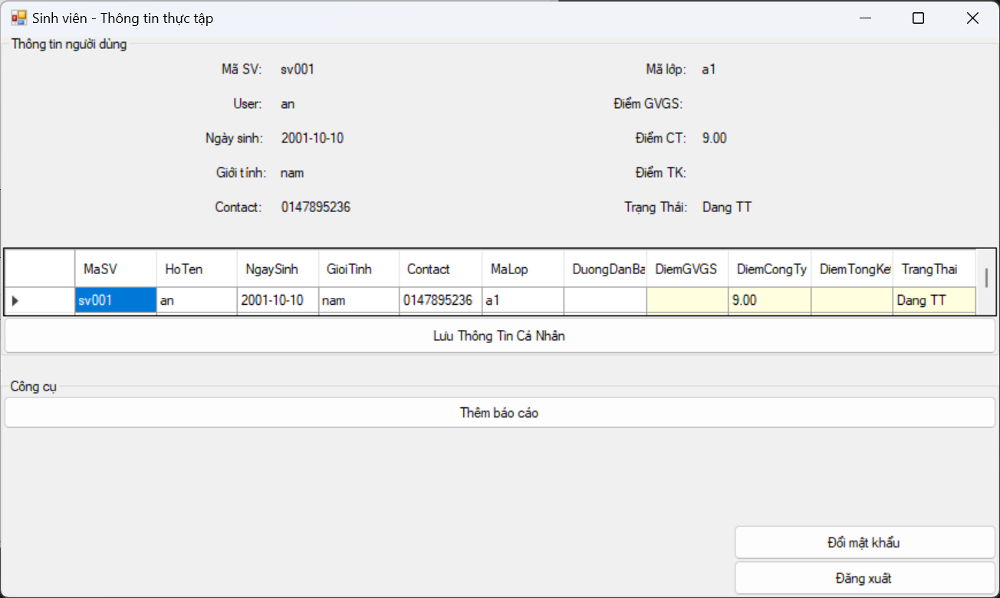 Sinh viên - Thông tin thực tập
Thông tin người dùng
Mã SV: sv001 Mã lớp: a1
User: an Điểm GVGS:
Ngày sinh: 2001-10-10 Điểm CT: 9.00
Giới tính: nam Điểm TK:
Contact: 0147895236 Trạng Thái: Dang TT
MaSV HoTen NgaySinh GioiTinh Contact MaLop DuongDanBa DiemGVGS DiemCongTy DiemTongKet TrangThai
sv001 an 2001-10-10 nam 0147895236 a1 9.00 Dang TT
Lưu Thông Tin Cá Nhân
Công cụ
Thêm báo cáo
Đổi mật khẩu
Đăng xuất